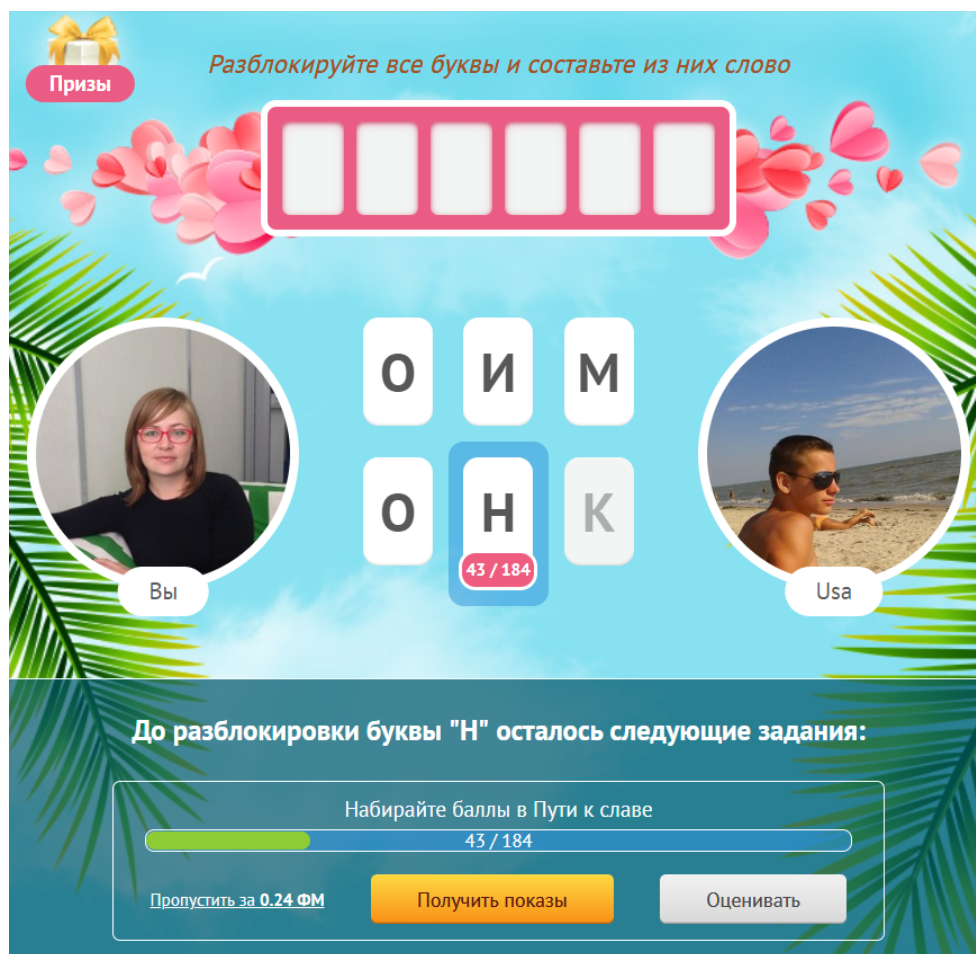 Призы
Разблокируйте все буквы и составьте из них слово
О И М
О Н К
43 / 184
Вы
Usa
До разблокировки буквы "Н" осталось следующие задания:
Набирайте баллы в Пути к славе
43 / 184
Пропустить за 0.24 ФМ
Получить показы
Оценивать